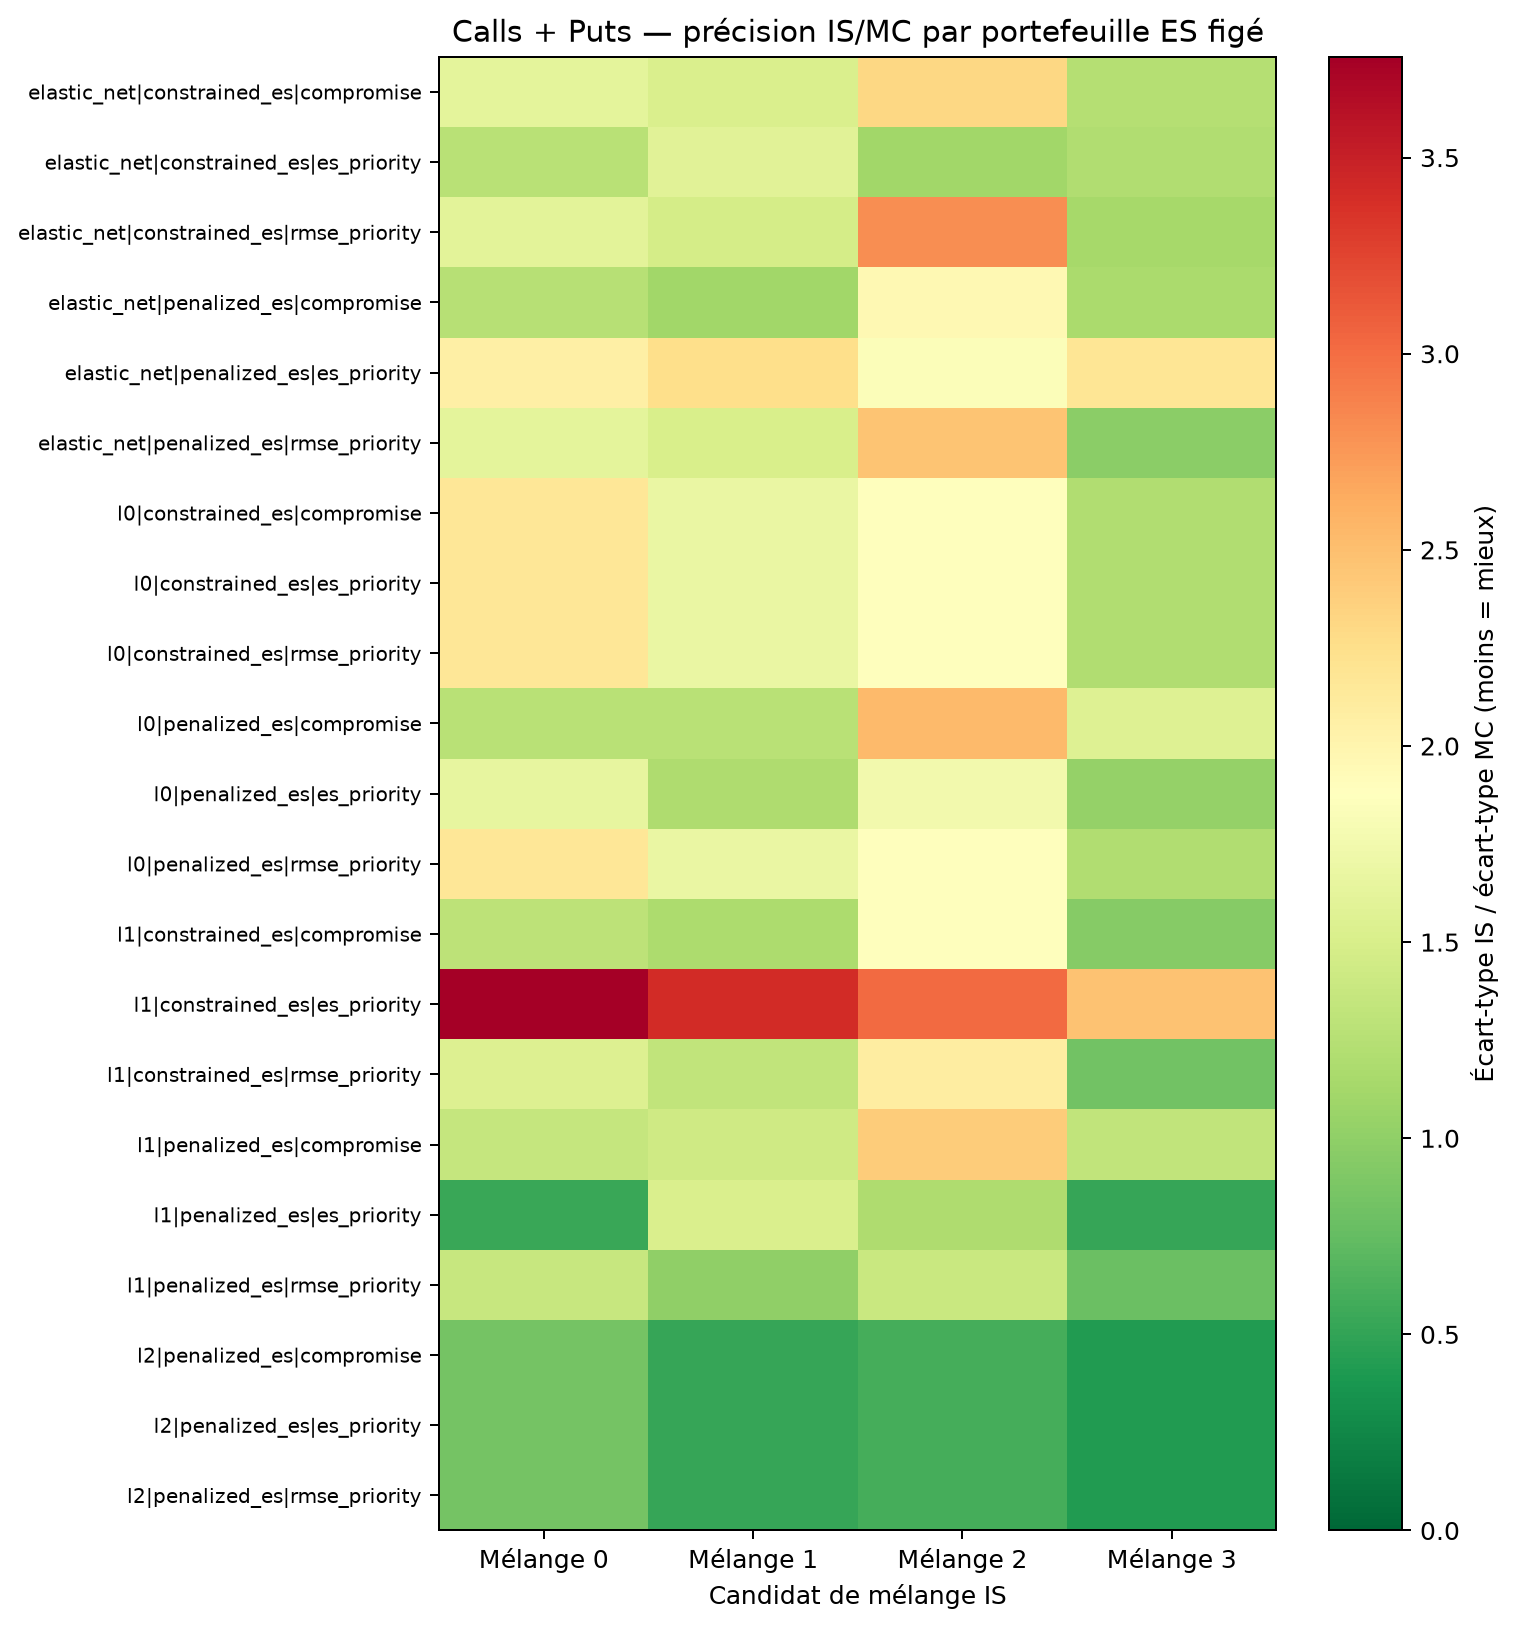 Calls + Puts — précision IS/MC par portefeuille ES figé
elastic_net|constrained_es|compromise
elastic_net|constrained_es|es_priority
elastic_net|constrained_es|rmse_priority
elastic_net|penalized_es|compromise
elastic_net|penalized_es|es_priority
elastic_net|penalized_es|rmse_priority
l0|constrained_es|compromise
l0|constrained_es|es_priority
l0|constrained_es|rmse_priority
l0|penalized_es|compromise
l0|penalized_es|es_priority
l0|penalized_es|rmse_priority
l1|constrained_es|compromise
l1|constrained_es|es_priority
l1|constrained_es|rmse_priority
l1|penalized_es|compromise
l1|penalized_es|es_priority
l1|penalized_es|rmse_priority
l2|penalized_es|compromise
l2|penalized_es|es_priority
l2|penalized_es|rmse_priority
Mélange 0
Mélange 1
Mélange 2
Mélange 3
Candidat de mélange IS
3.5
3.0
2.5
2.0
1.5
1.0
0.5
0.0
Écart-type IS / écart-type MC (moins = mieux)